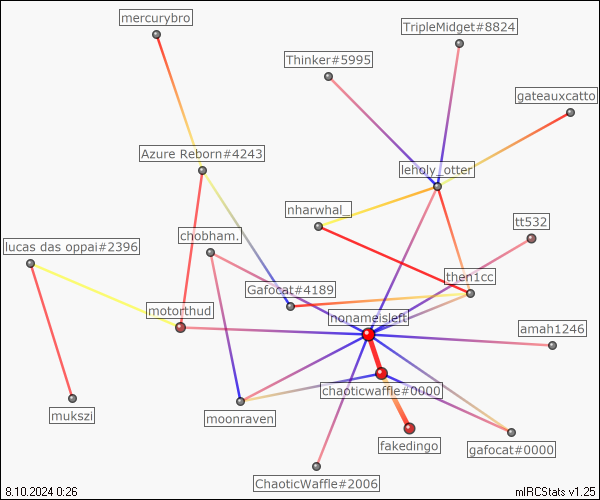 mercurybro
TripleMidget#8824
Thinker#5995
gateauxcatto
Azure Reborn#4243
leholy_otter
nharwhal_
tt532
chobham.
lucas das oppai#2396
then1cc
Gafocat#4189
motorthud
nonameisleft
amah1246
chaoticwaffle#0000
mukszi
moonraven
fakedingo
gafocat#0000
ChaoticWaffle#2006
8.10.2024 0:26
mIRCStats v1.25